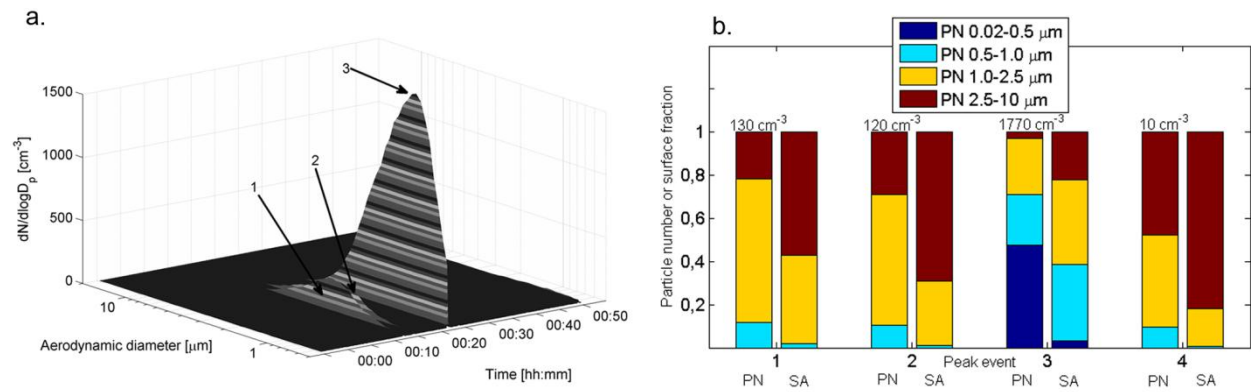 a.
3
1500
1000
500
0
dN/dlogDp [cm-3]
1
2
10
1
Aerodynamic diameter [μm]
00:00
00:10
00:20
00:30
00:40
00:50
Time [hh:mm]
b.
PN 0.02-0.5 μm
PN 0.5-1.0 μm
PN 1.0-2.5 μm
PN 2.5-10 μm
Particle number or surface fraction
130 cm-3
120 cm-3
1770 cm-3
10 cm-3
1
0,8
0,6
0,4
0,2
1
2
Peak event
3
4
PN SA PN SA PN SA PN SA